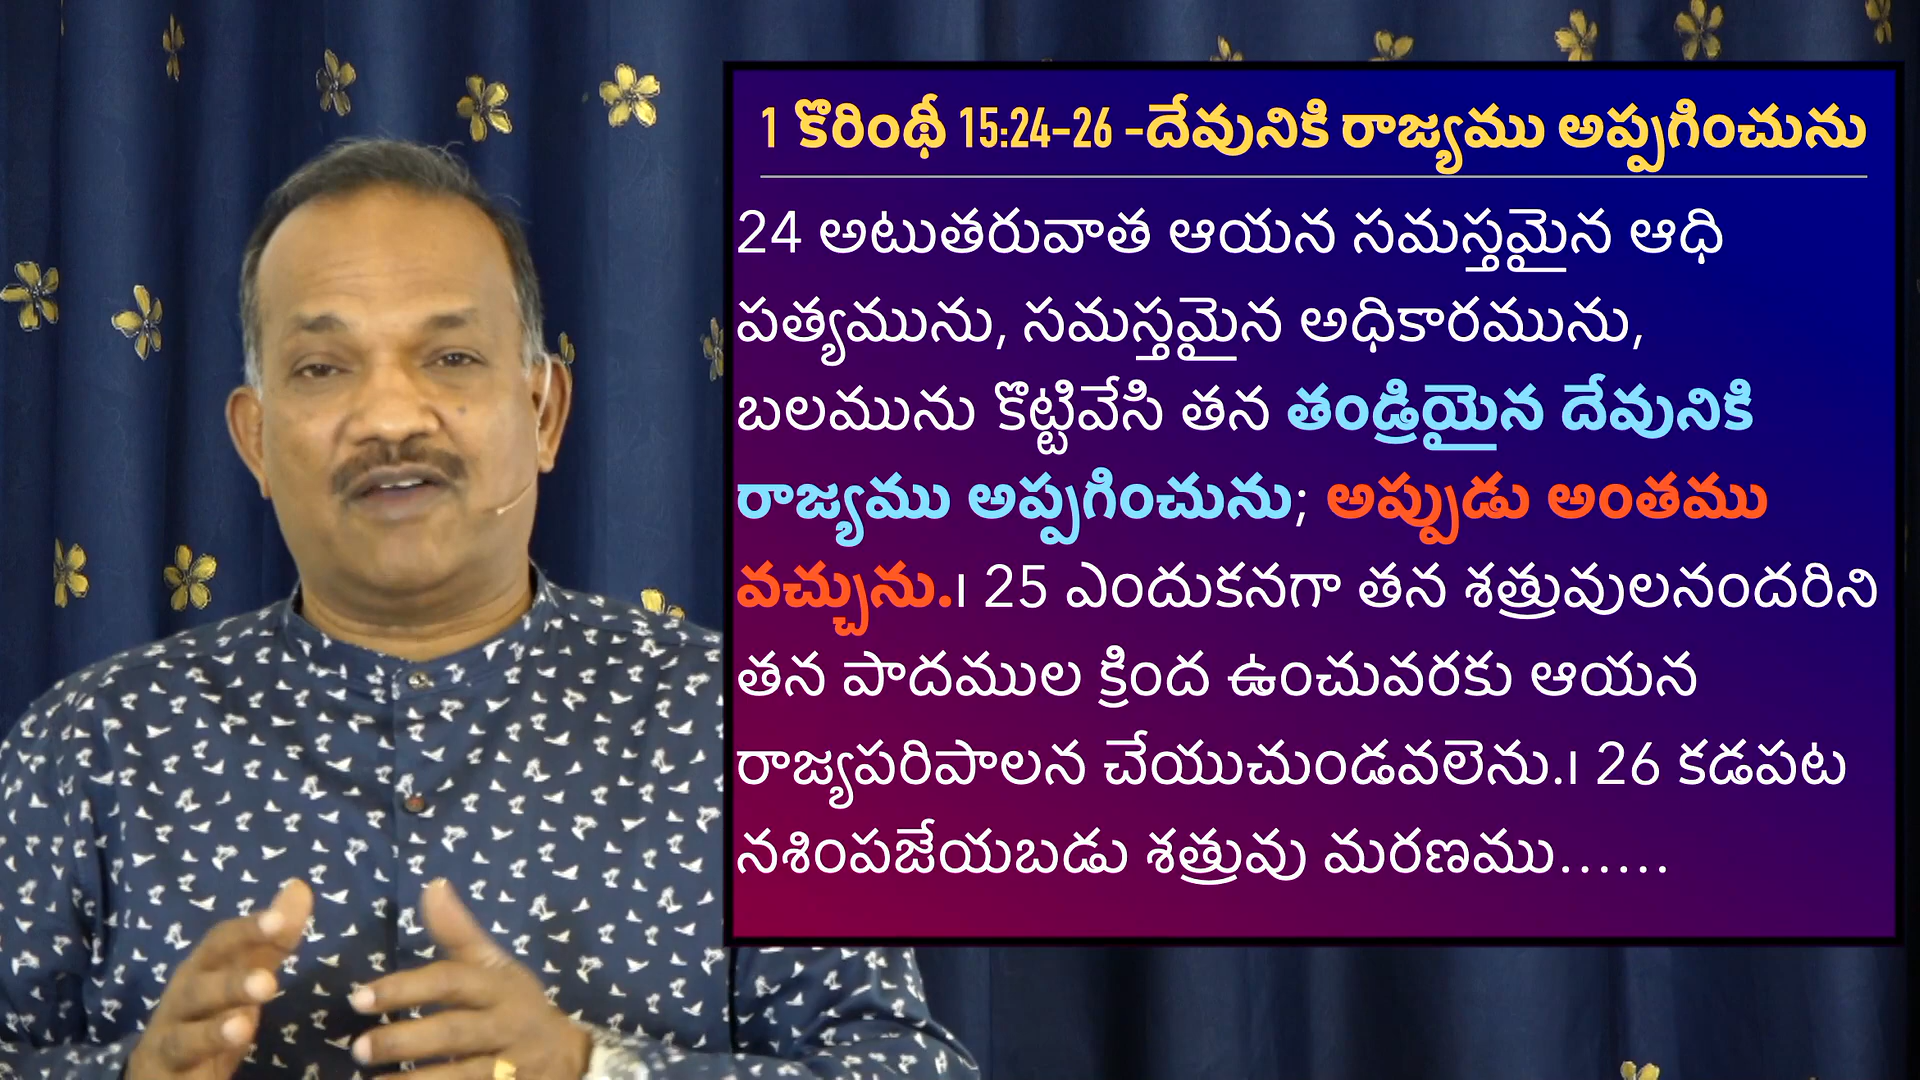 1 కొరింథీ 15:24-26 -దేవునికి రాజ్యము అప్పగించును
24 అటుతరువాత ఆయన సమస్తమైన ఆధి
పత్యమును, సమస్తమైన అధికారమును,
బలమును కొట్టివేసి తన తండ్రియైన దేవునికి
రాజ్యము అప్పగించును; అప్పుడు అంతము
వచ్చును.। 25 ఎందుకనగా తన శత్రువులనందరిని
తన పాదముల క్రింద ఉంచువరకు ఆయన
రాజ్యపరిపాలన చేయుచుండవలెను.। 26 కడపట
నశింపజేయబడు శత్రువు మరణము......